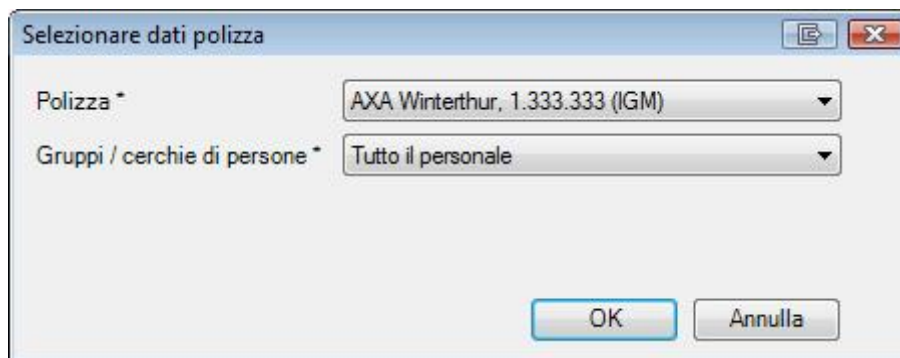 Selezionare dati polizza
Polizza * AXA Winterthur, 1.333.333 (IGM)
Gruppi / cerchie di persone * Tutto il personale
OK Annulla